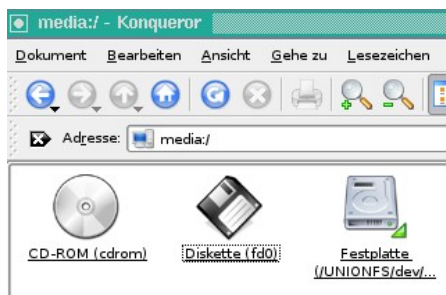 media:/ - Konqueror
Dokument Bearbeiten Ansicht Gehe zu Lesezeichen
Adresse: media:/
CD-ROM (cdrom) Diskette (fd0) Festplatte
(/UNIONFS/dev/...